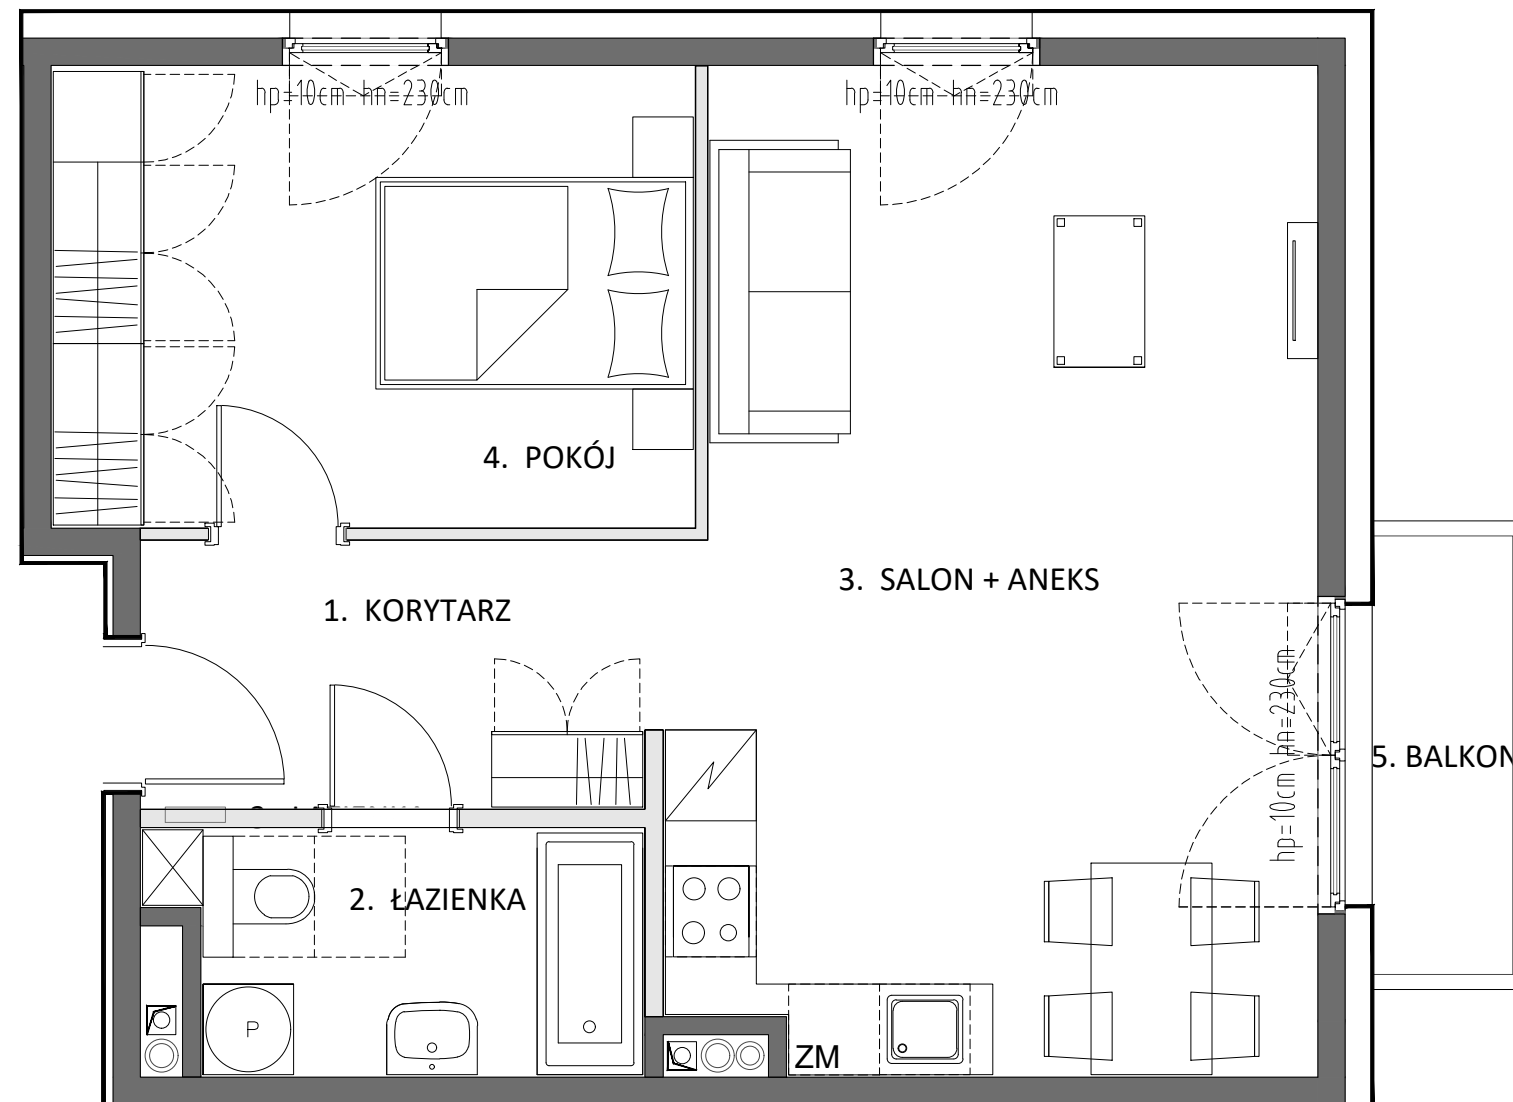 hp=10cm hn=230cm
hp=10cm hn=230cm
4. POKÓJ
3. SALON + ANEKS
1. KORYTARZ
hp=10cm hn=230cm
5. BALKON
2. ŁAZIENKA
P
ZM